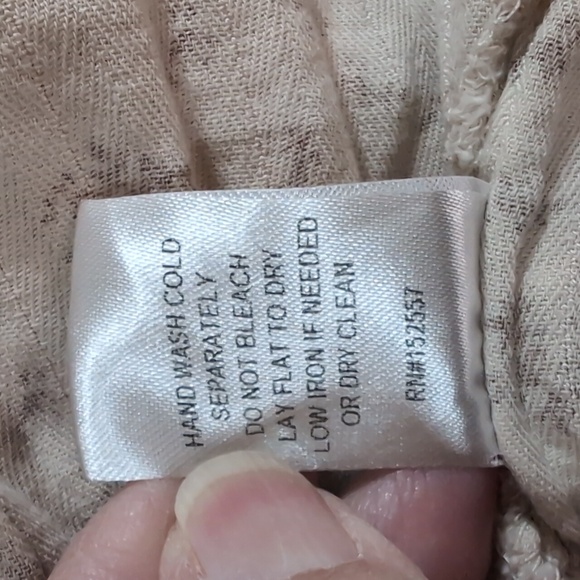 HAND WASH COLD
SEPARATELY
DO NOT BLEACH
LAY FLAT TO DRY
LOW IRON IF NEEDED
OR DRY CLEAN
RN#152557